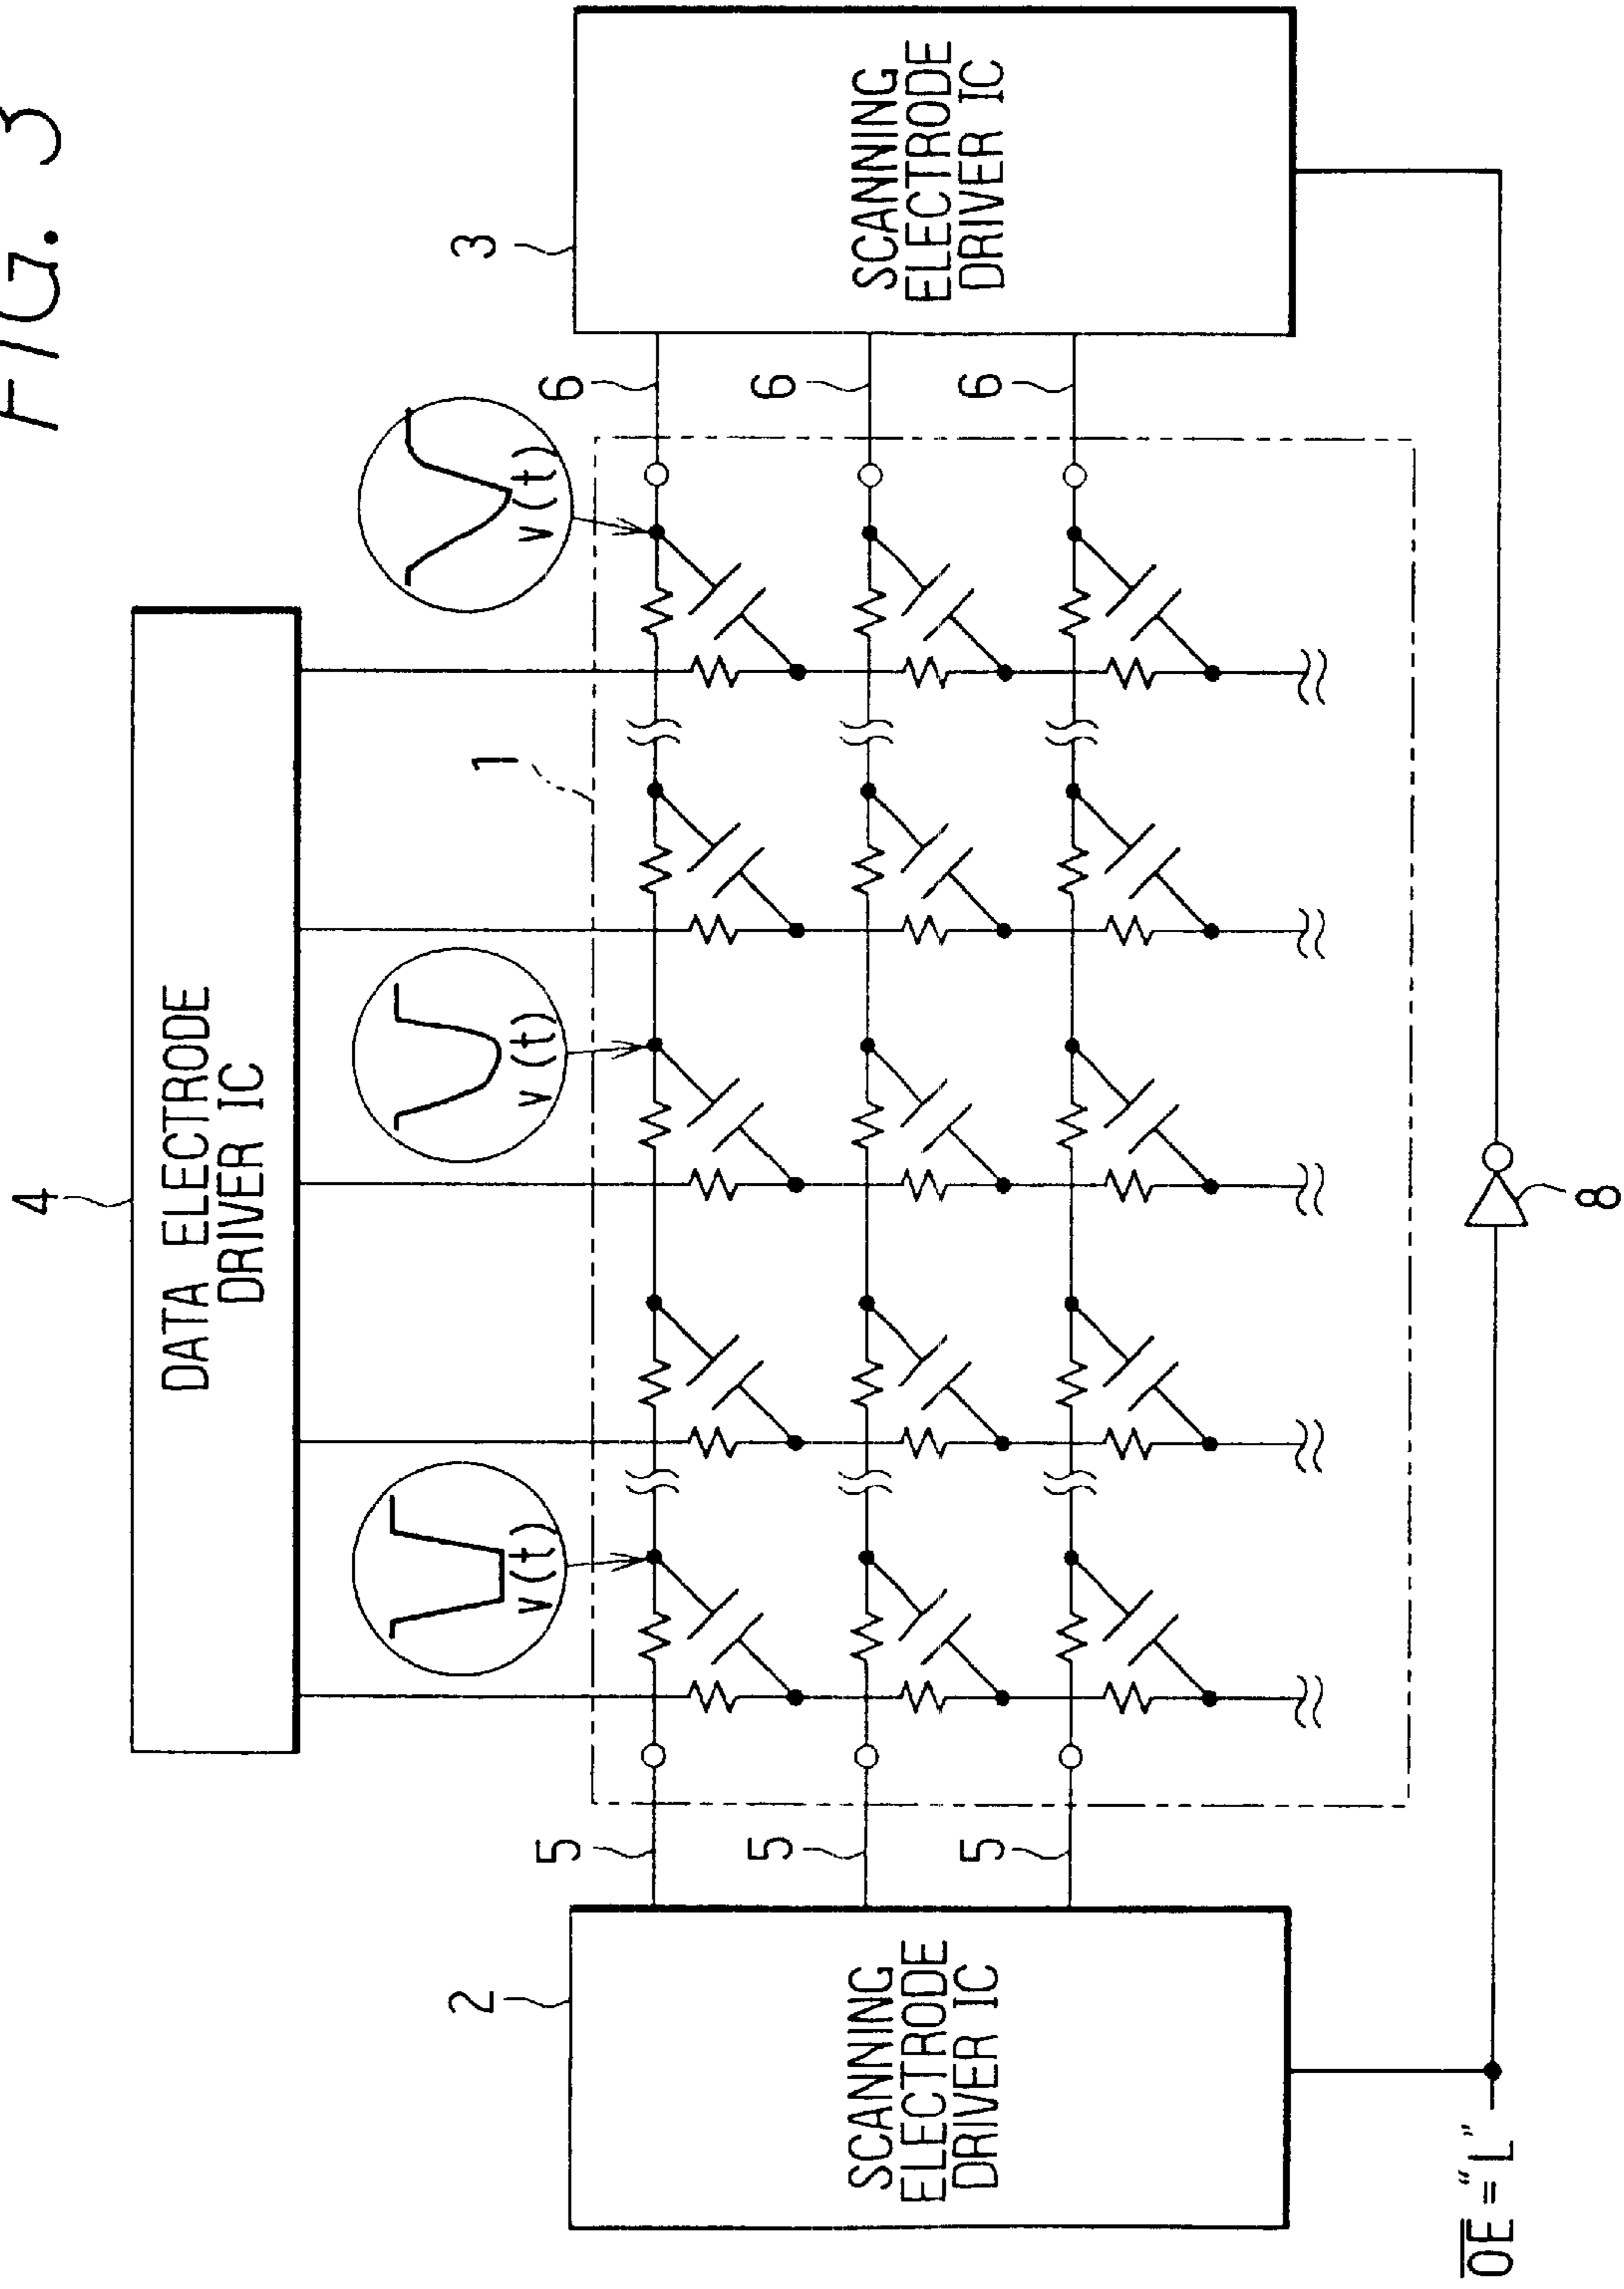 FIG. 3
4
DATA ELECTRODE
DRIVER IC
v(t)
v(t)
v(t)
1
2
3
5
6
SCANNING
ELECTRODE
DRIVER IC
5
6
SCANNING
ELECTRODE
DRIVER IC
5
6
OE = "L"
8